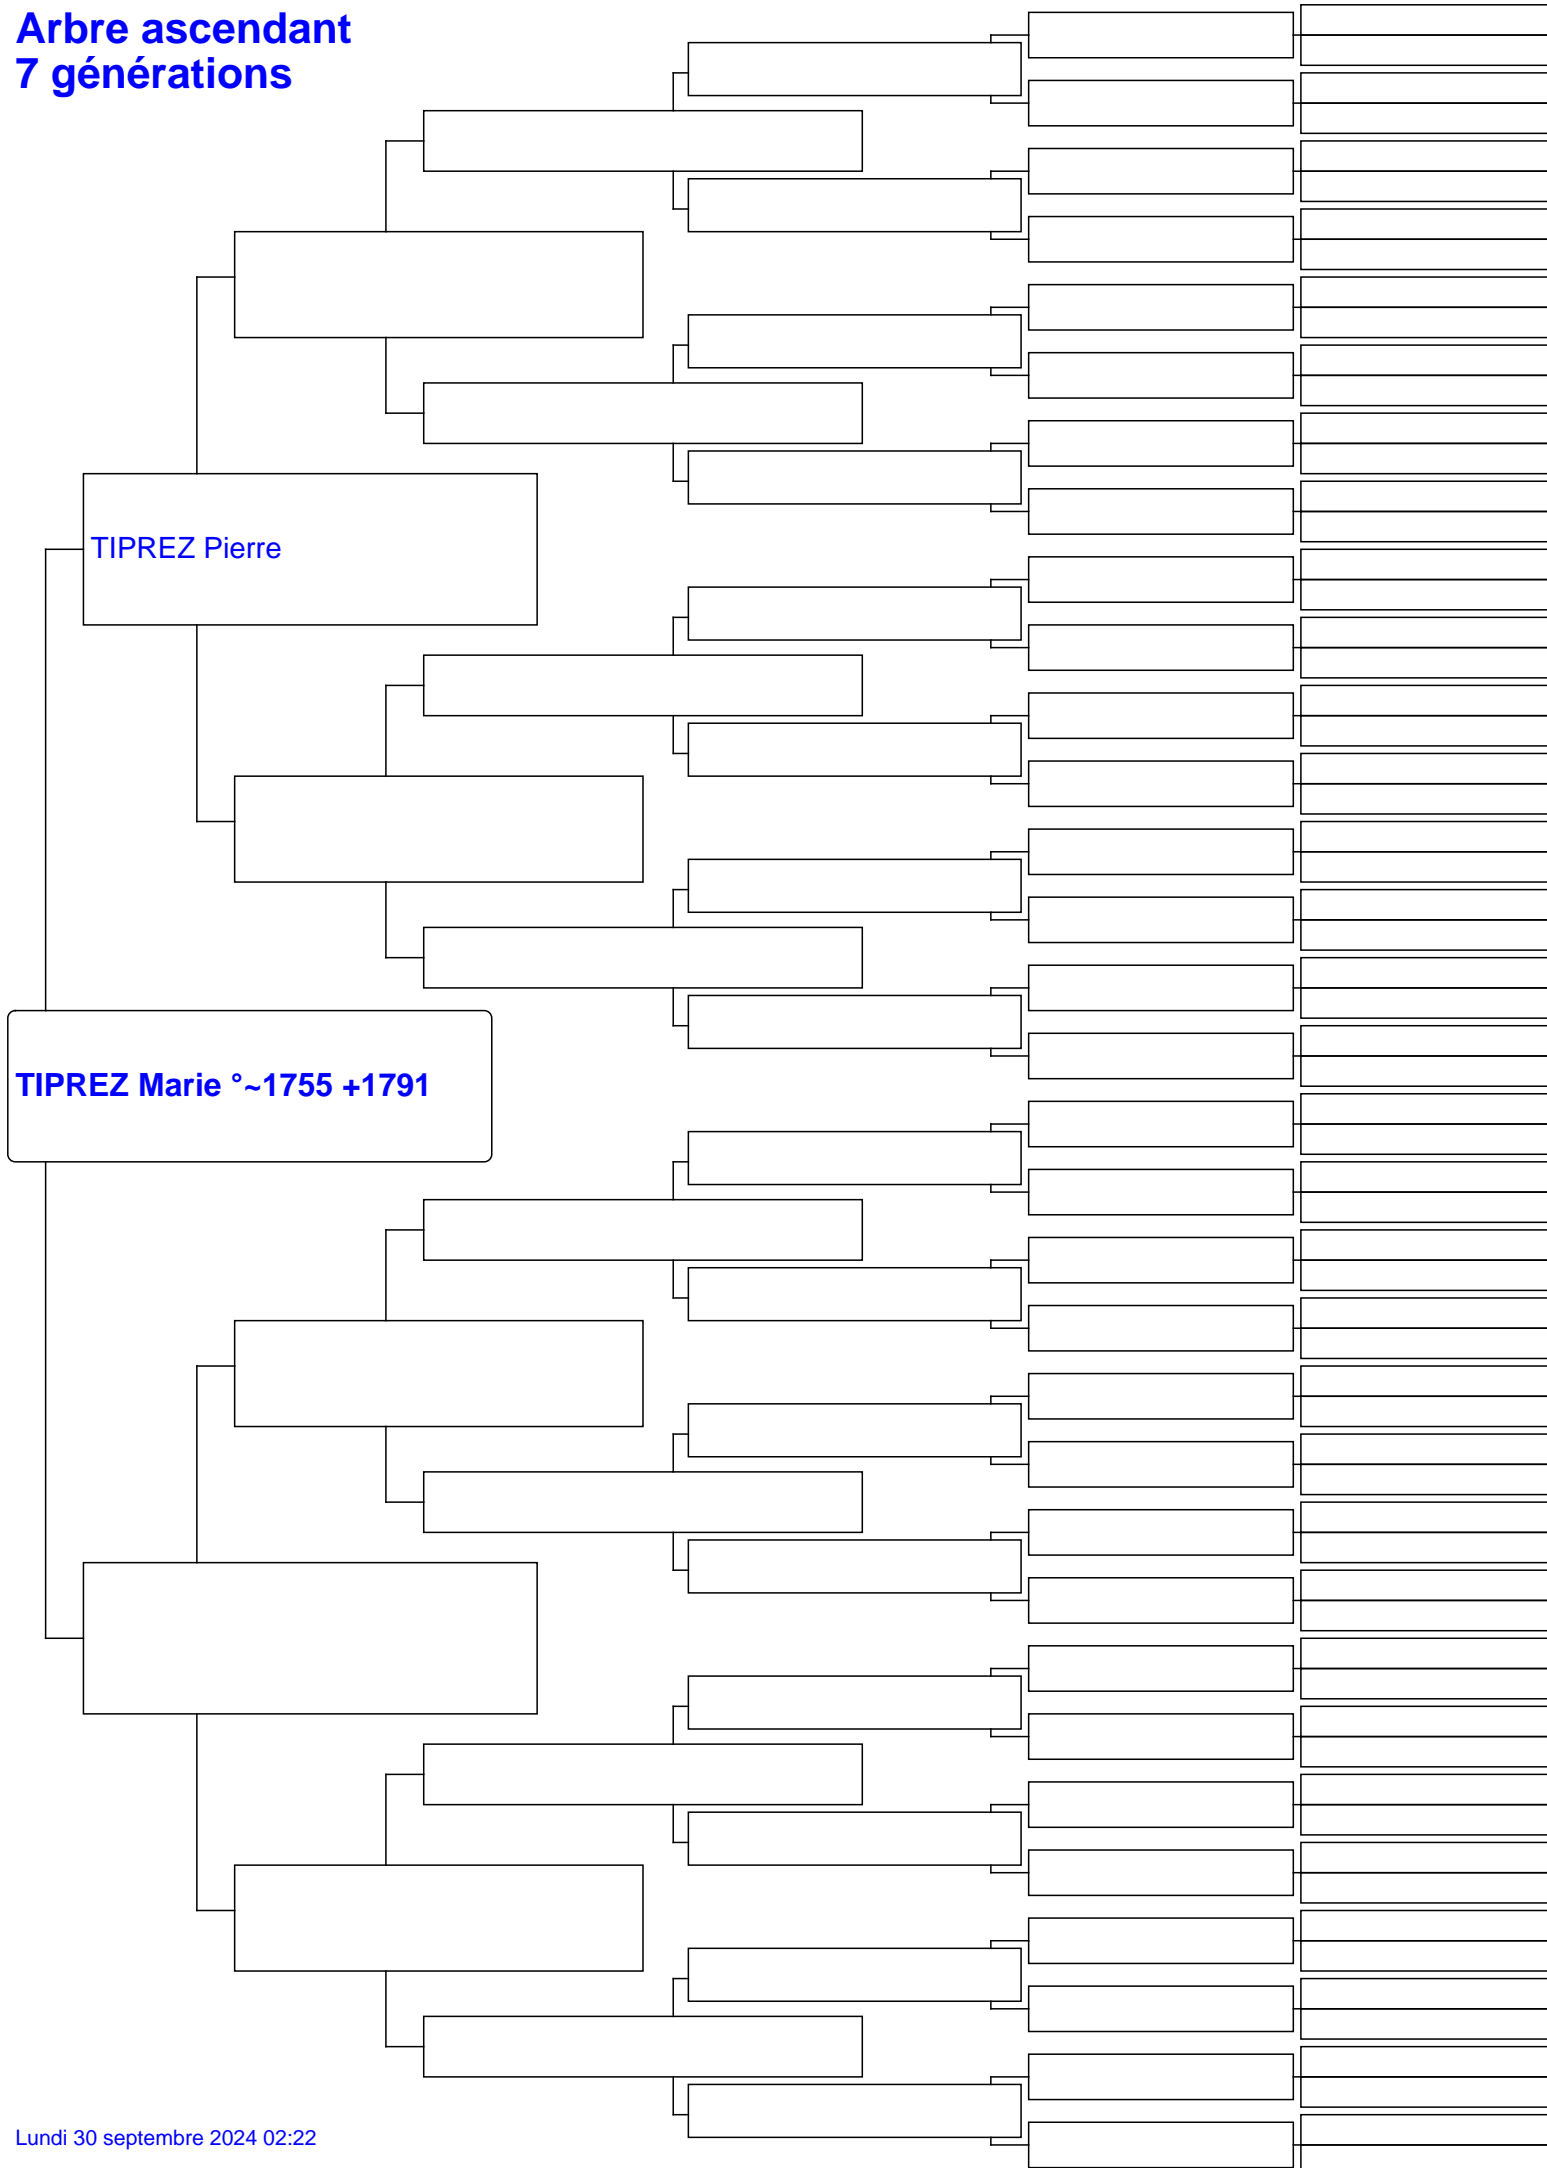 Arbre ascendant
7 générations
TIPREZ Pierre
TIPREZ Marie °~1755 +1791
Lundi 30 septembre 2024 02:22